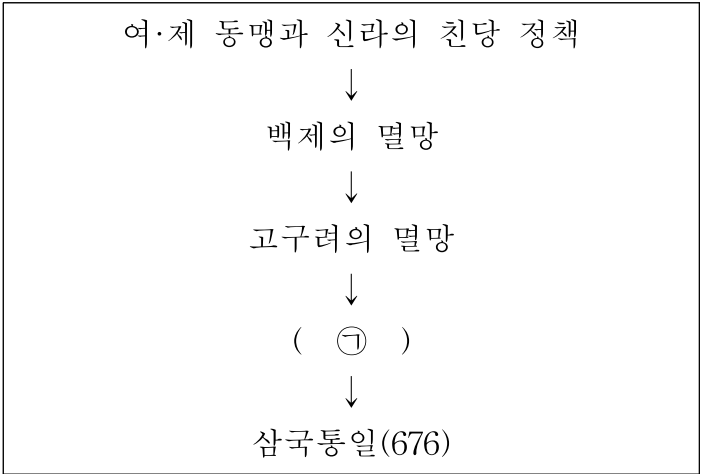 여·제 동맹과 신라의 친당 정책
↓
백제의 멸망
↓
고구려의 멸망
↓
( ㉠ )
↓
삼국통일(676)